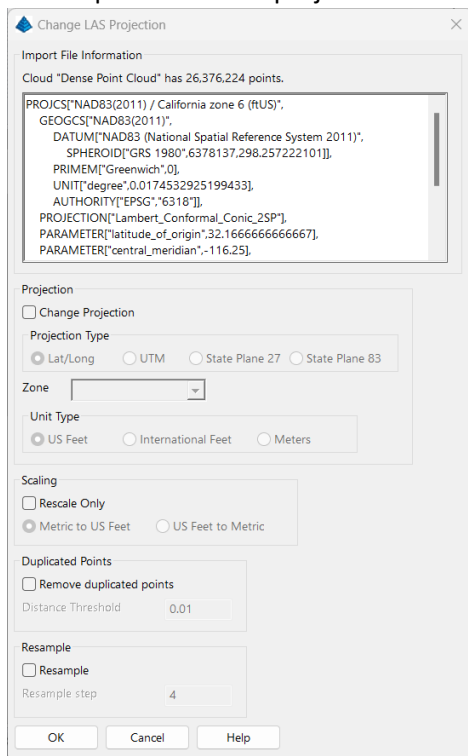 Change LAS Projection
Import File Information
Cloud "Dense Point Cloud" has 26,376,224 points.
PROJCS["NAD83(2011) / California zone 6 (ftUS)",
GEOGCS["NAD83(2011)",
DATUM["NAD83 (National Spatial Reference System 2011)",
SPHEROID["GRS 1980",6378137,298.257222101]],
PRIMEM["Greenwich",0],
UNIT["degree",0.0174532925199433],
AUTHORITY["EPSG","6318"]],
PROJECTION["Lambert_Conformal_Conic_2SP"],
PARAMETER["latitude_of_origin",32.1666666666667],
PARAMETER["central_meridian",-116.25],
Projection
Change Projection
Projection Type
Lat/Long UTM State Plane 27 State Plane 83
Zone
Unit Type
US Feet International Feet Meters
Scaling
Rescale Only
Metric to US Feet US Feet to Metric
Duplicated Points
Remove duplicated points
Distance Threshold 0.01
Resample
Resample
Resample step 4
OK Cancel Help